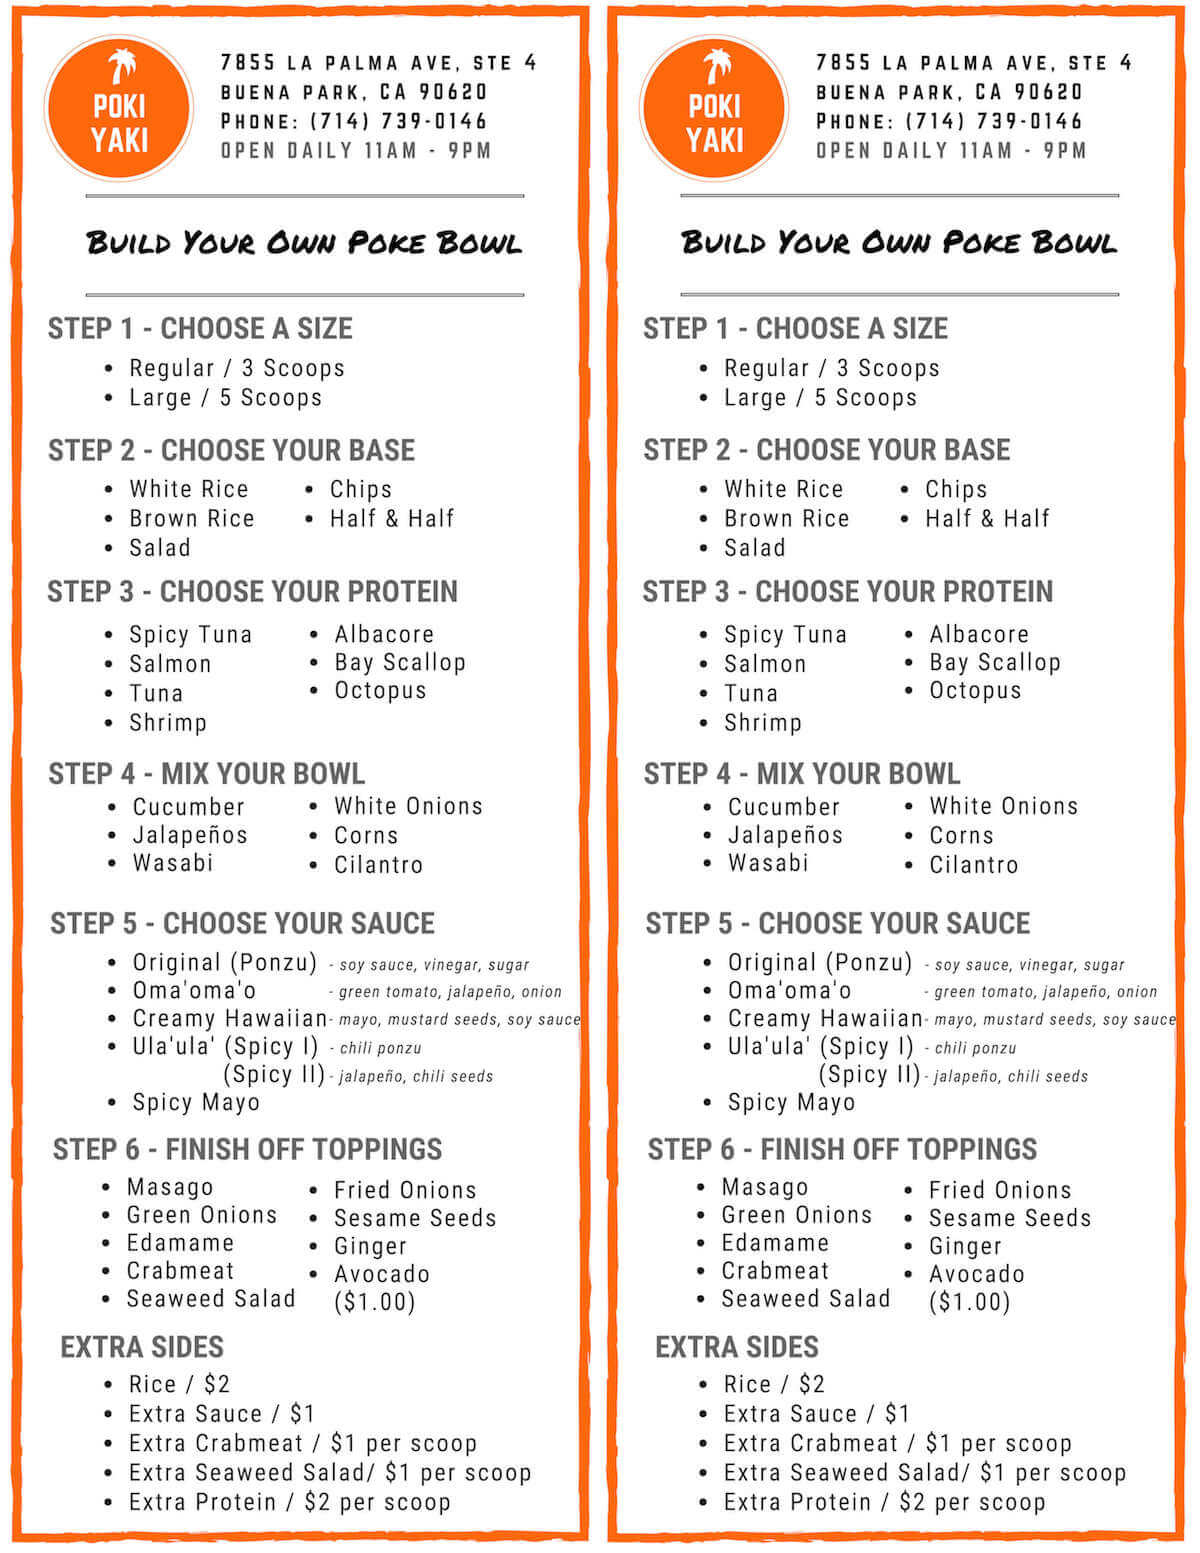 POKI
YAKI
7855 LA PALMA AVE, STE 4
BUENA PARK, CA 90620
PHONE: (714) 739-0146
OPEN DAILY 11AM - 9PM
BUILD YOUR OWN POKE BOWL
STEP 1 - CHOOSE A SIZE
• Regular / 3 Scoops
• Large / 5 Scoops
STEP 2 - CHOOSE YOUR BASE
• White Rice
• Brown Rice
• Salad
• Chips
• Half & Half
STEP 3 - CHOOSE YOUR PROTEIN
• Spicy Tuna
• Salmon
• Tuna
• Shrimp
• Albacore
• Bay Scallop
• Octopus
STEP 4 - MIX YOUR BOWL
• Cucumber
• Jalapeños
• Wasabi
• White Onions
• Corns
• Cilantro
STEP 5 - CHOOSE YOUR SAUCE
• Original (Ponzu) - soy sauce, vinegar, sugar
• Oma'oma'o - green tomato, jalapeño, onion
• Creamy Hawaiian - mayo, mustard seeds, soy sauce
• Ula'ula' (Spicy I) - chili ponzu
(Spicy II) - jalapeño, chili seeds
• Spicy Mayo
STEP 6 - FINISH OFF TOPPINGS
• Masago
• Green Onions
• Edamame
• Crabmeat
• Seaweed Salad
• Fried Onions
• Sesame Seeds
• Ginger
• Avocado
($1.00)
EXTRA SIDES
• Rice / $2
• Extra Sauce / $1
• Extra Crabmeat / $1 per scoop
• Extra Seaweed Salad/ $1 per scoop
• Extra Protein / $2 per scoop
POKI
YAKI
7855 LA PALMA AVE, STE 4
BUENA PARK, CA 90620
PHONE: (714) 739-0146
OPEN DAILY 11AM - 9PM
BUILD YOUR OWN POKE BOWL
STEP 1 - CHOOSE A SIZE
• Regular / 3 Scoops
• Large / 5 Scoops
STEP 2 - CHOOSE YOUR BASE
• White Rice
• Brown Rice
• Salad
• Chips
• Half & Half
STEP 3 - CHOOSE YOUR PROTEIN
• Spicy Tuna
• Salmon
• Tuna
• Shrimp
• Albacore
• Bay Scallop
• Octopus
STEP 4 - MIX YOUR BOWL
• Cucumber
• Jalapeños
• Wasabi
• White Onions
• Corns
• Cilantro
STEP 5 - CHOOSE YOUR SAUCE
• Original (Ponzu) - soy sauce, vinegar, sugar
• Oma'oma'o - green tomato, jalapeño, onion
• Creamy Hawaiian - mayo, mustard seeds, soy sauce
• Ula'ula' (Spicy I) - chili ponzu
(Spicy II) - jalapeño, chili seeds
• Spicy Mayo
STEP 6 - FINISH OFF TOPPINGS
• Masago
• Green Onions
• Edamame
• Crabmeat
• Seaweed Salad
• Fried Onions
• Sesame Seeds
• Ginger
• Avocado
($1.00)
EXTRA SIDES
• Rice / $2
• Extra Sauce / $1
• Extra Crabmeat / $1 per scoop
• Extra Seaweed Salad/ $1 per scoop
• Extra Protein / $2 per scoop